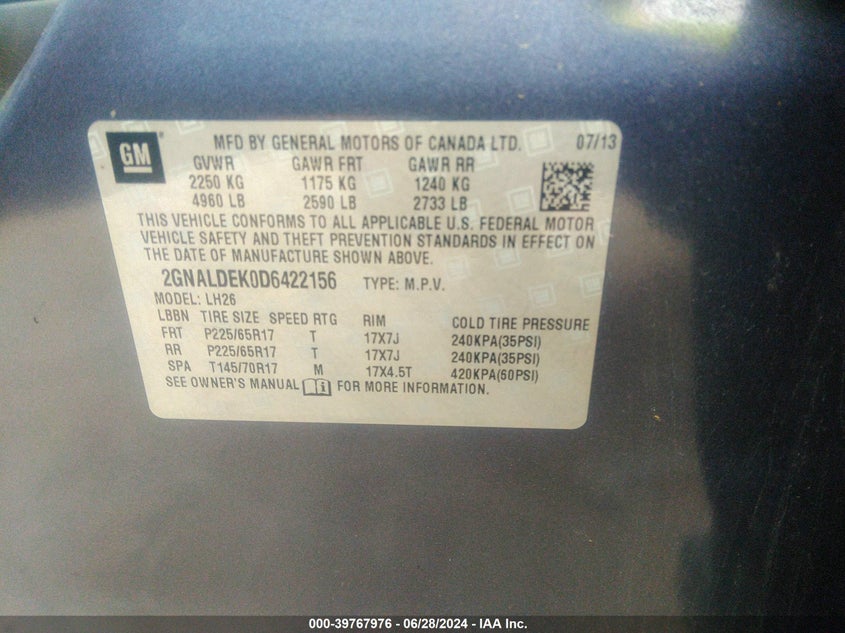 GM
MFD BY GENERAL MOTORS OF CANADA LTD. 07/13
GVWR GAWR FRT GAWR RR
2250 KG 1175 KG 1240 KG
4960 LB 2590 LB 2733 LB
THIS VEHICLE CONFORMS TO ALL APPLICABLE U.S. FEDERAL MOTOR
VEHICLE SAFETY AND THEFT PREVENTION STANDARDS IN EFFECT ON
THE DATE OF MANUFACTURE SHOWN ABOVE.
2GNALDEK0D6422156 TYPE: M.P.V.
MODEL: LH26
LBBN TIRE SIZE SPEED RTG RIM COLD TIRE PRESSURE
FRT P225/65R17 T 17X7J 240KPA(35PSI)
RR P225/65R17 T 17X7J 240KPA(35PSI)
SPA T145/70R17 M 17X4.5T 420KPA(60PSI)
SEE OWNER'S MANUAL FOR MORE INFORMATION.
000-39767976 - 06/28/2024 - IAA Inc.